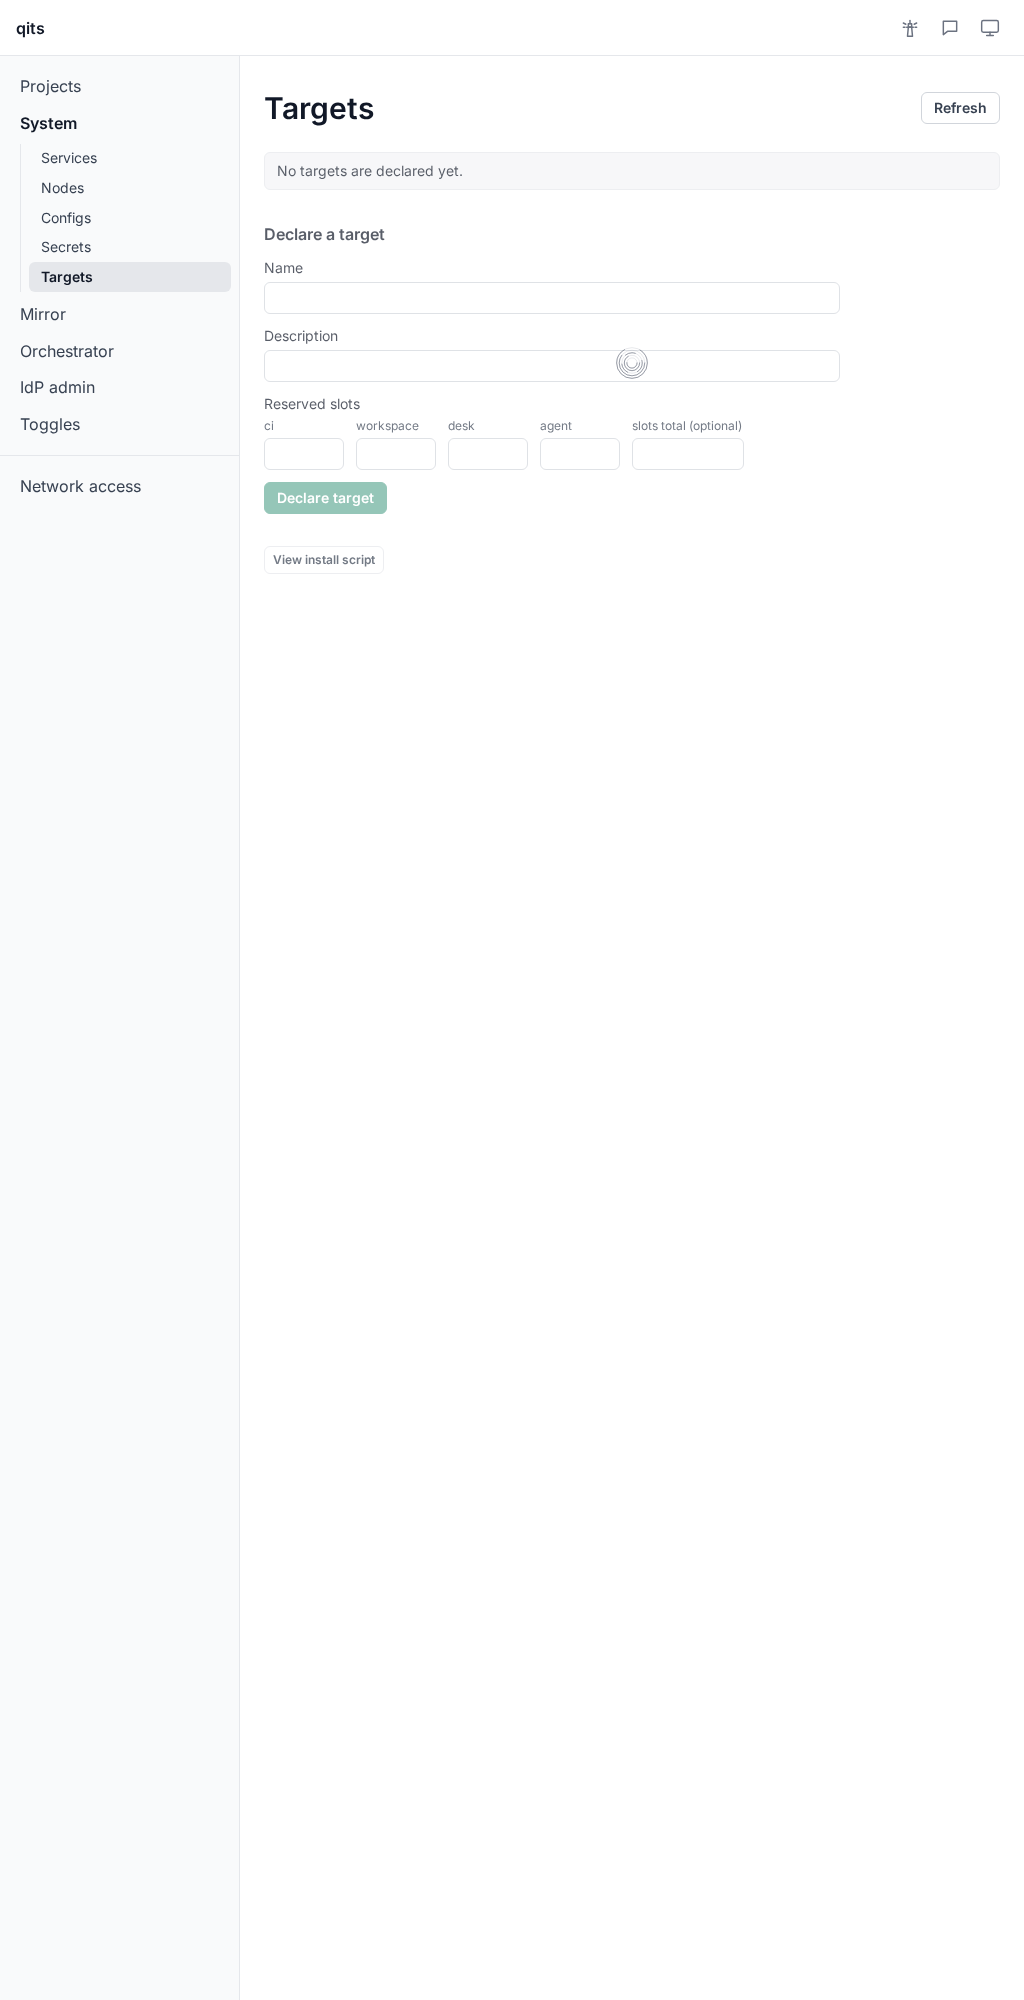 qits
Projects
System
Services
Nodes
Configs
Secrets
Targets
Mirror
Orchestrator
IdP admin
Toggles
Network access
Targets
Refresh
No targets are declared yet.
Declare a target
Name
Description
Reserved slots
ci workspace desk agent slots total (optional)
Declare target
View install script